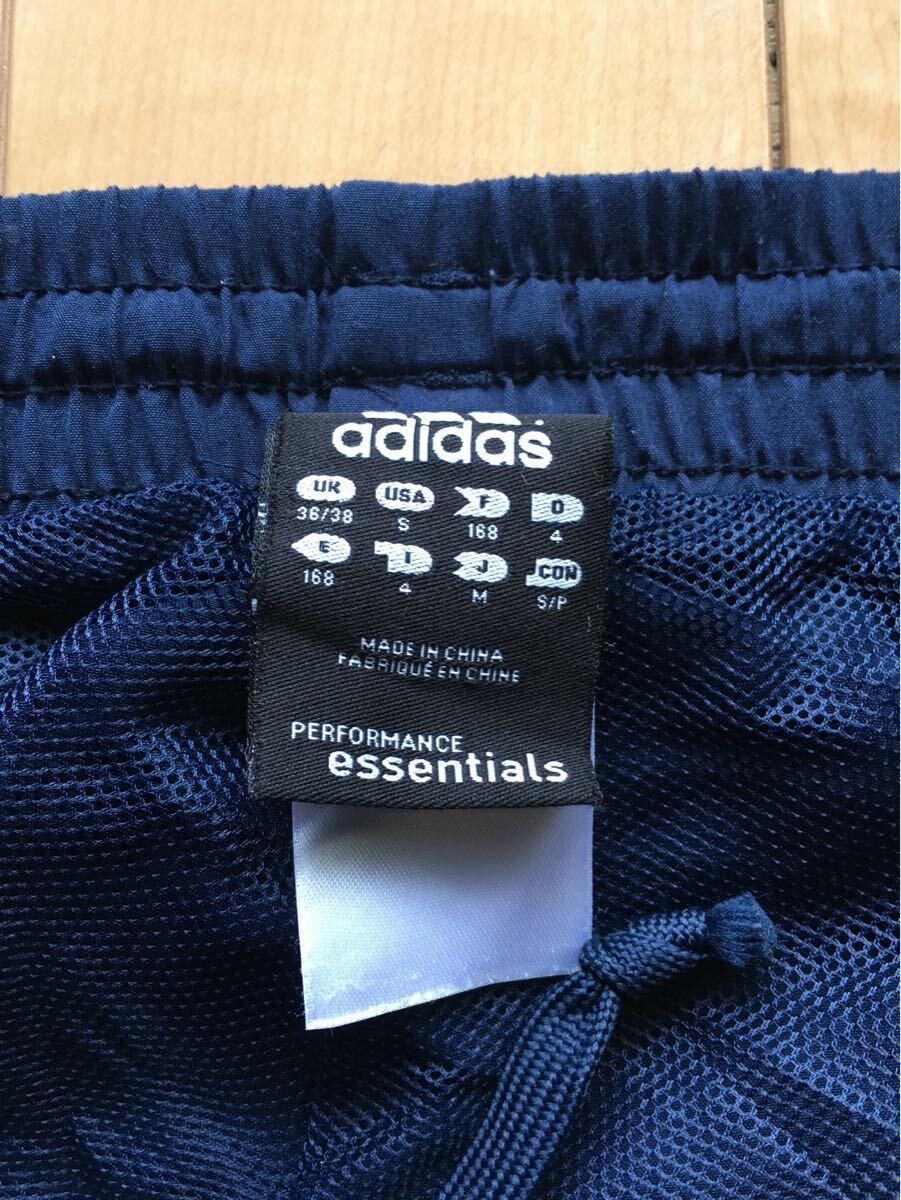 adidas
UK USA F D
36/38 S 168 4
E I J CON
168 4 M S/P
MADE IN CHINA
FABRIQUÉ EN CHINE
PERFORMANCE
essentials